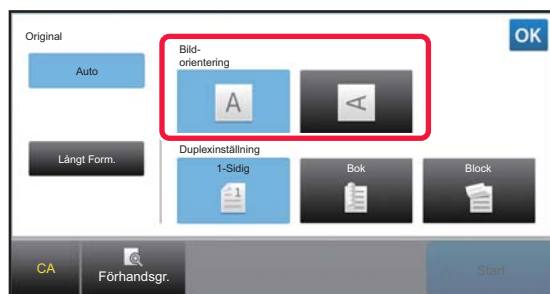 Original
OK
Auto
Långt Form.
Bild-
orientering
A
A
Duplexinställning
1-Sidig
1
Bok
Block
CA
Förhandsgr.
Start